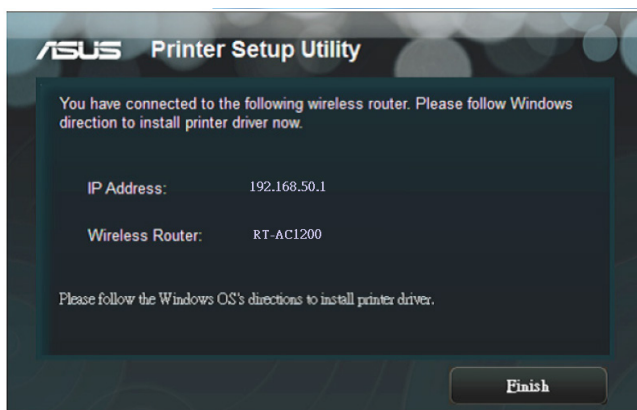 ASUS Printer Setup Utility
You have connected to the following wireless router. Please follow Windows
direction to install printer driver now.
IP Address: 192.168.50.1
Wireless Router: RT-AC1200
Please follow the Windows OS's directions to install printer driver.
Finish